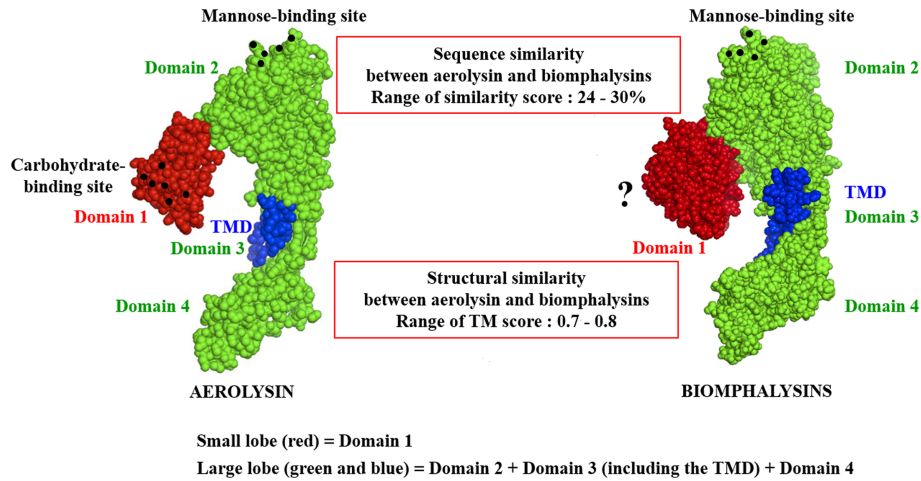 Mannose-binding site
Domain 2
Carbohydrate-
binding site
Domain 1
TMD
Domain 3
Domain 4
AEROLYSIN
Sequence similarity
between aerolysin and biomphalysins
Range of similarity score : 24 - 30%
Structural similarity
between aerolysin and biomphalysins
Range of TM score : 0.7 - 0.8
Mannose-binding site
Domain 2
?
TMD
Domain 3
Domain 1
Domain 4
BIOMPHALYSINS
Small lobe (red) = Domain 1
Large lobe (green and blue) = Domain 2 + Domain 3 (including the TMD) + Domain 4